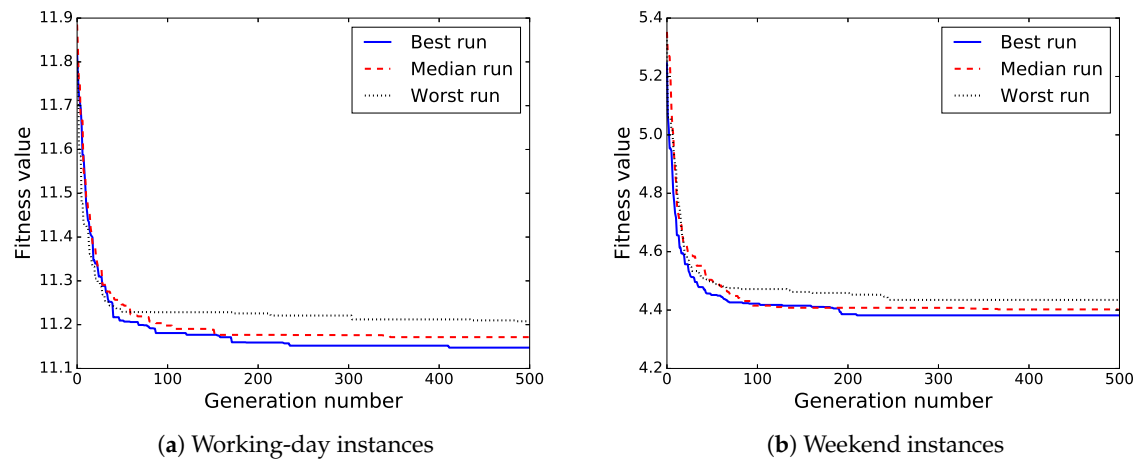 11.9
11.8
11.7
11.6
11.5
11.4
11.3
11.2
11.1
Fitness value
0 100 200 300 400 500
Generation number
Best run
Median run
Worst run
(a) Working-day instances
5.4
5.2
5.0
4.8
4.6
4.4
4.2
Fitness value
0 100 200 300 400 500
Generation number
Best run
Median run
Worst run
(b) Weekend instances